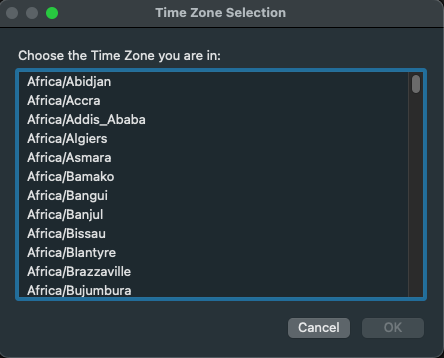 Time Zone Selection
Choose the Time Zone you are in:
Africa/Abidjan
Africa/Accra
Africa/Addis_Ababa
Africa/Algiers
Africa/Asmara
Africa/Bamako
Africa/Bangui
Africa/Banjul
Africa/Bissau
Africa/Blantyre
Africa/Brazzaville
Africa/Bujumbura
Cancel OK